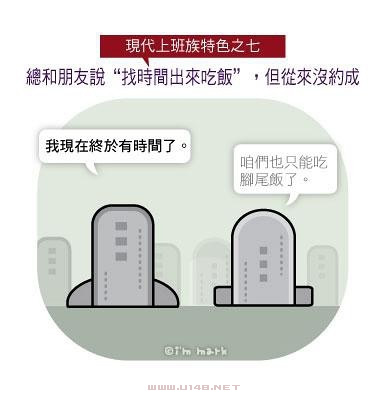 現代上班族特色之七
總和朋友說“找時間出來吃飯”，但從來沒約成
我現在終於有時間了。
咱們也只能吃
腳尾飯了。
©i'm mark
WWW.U148.NET